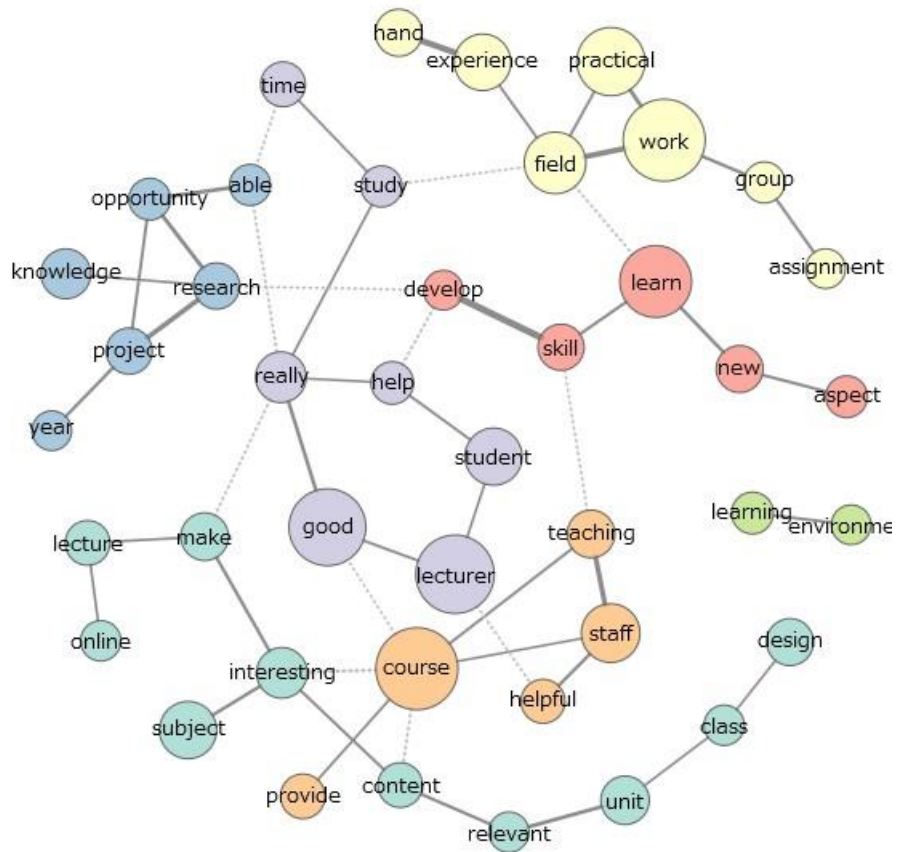 hand
experience
practical
time
work
field
able
study
group
opportunity
assignment
knowledge
research
develop
learn
skill
project
new
really
help
aspect
year
student
learning
environme
good
teaching
make
lecture
lecturer
online
staff
design
course
interesting
helpful
subject
class
content
provide
unit
relevant